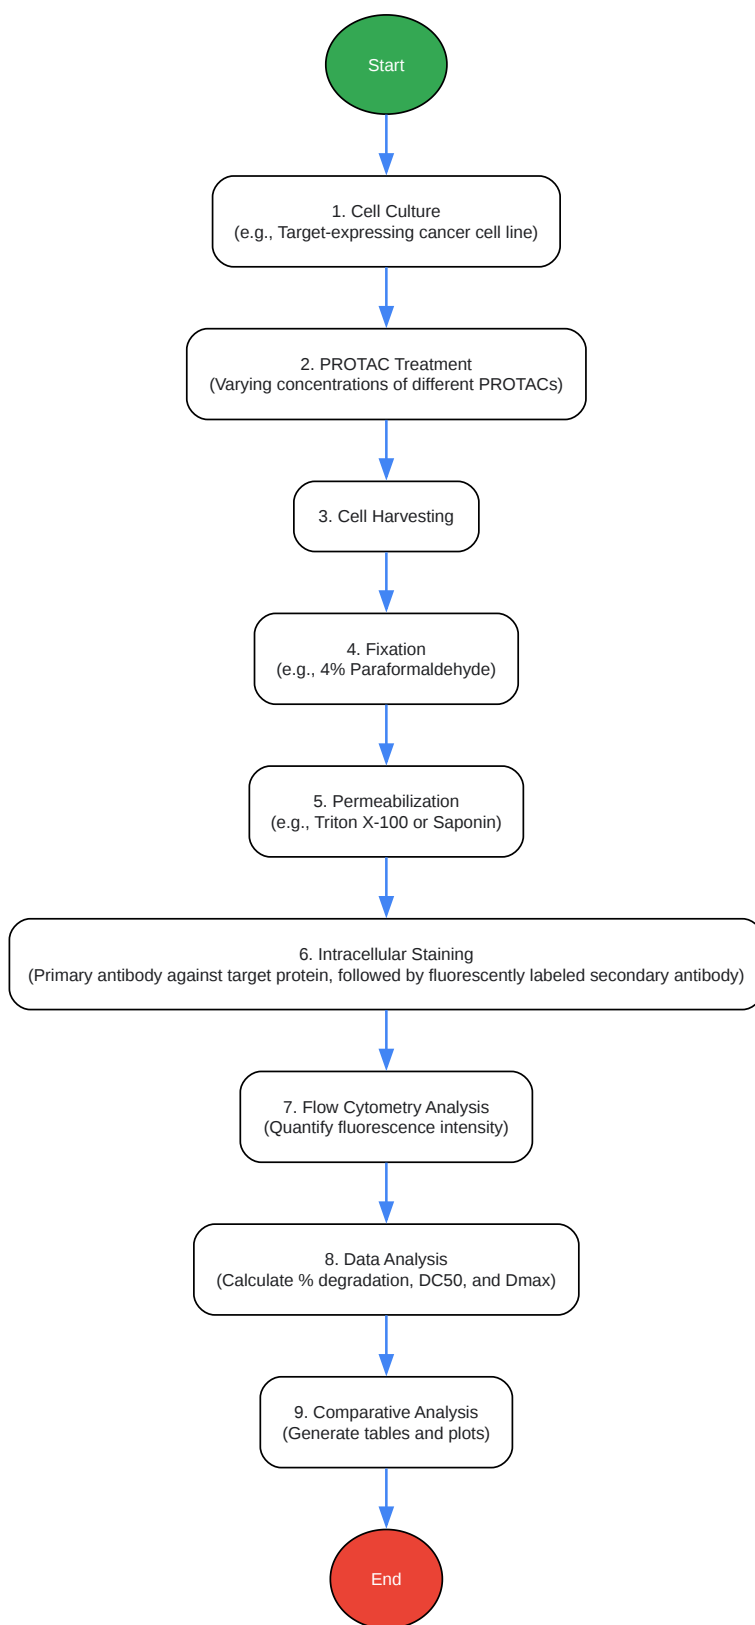 Start
1. Cell Culture
(e.g., Target-expressing cancer cell line)
2. PROTAC Treatment
(Varying concentrations of different PROTACs)
3. Cell Harvesting
4. Fixation
(e.g., 4% Paraformaldehyde)
5. Permeabilization
(e.g., Triton X-100 or Saponin)
6. Intracellular Staining
(Primary antibody against target protein, followed by fluorescently labeled secondary antibody)
7. Flow Cytometry Analysis
(Quantify fluorescence intensity)
8. Data Analysis
(Calculate % degradation, DC50, and Dmax)
9. Comparative Analysis
(Generate tables and plots)
End